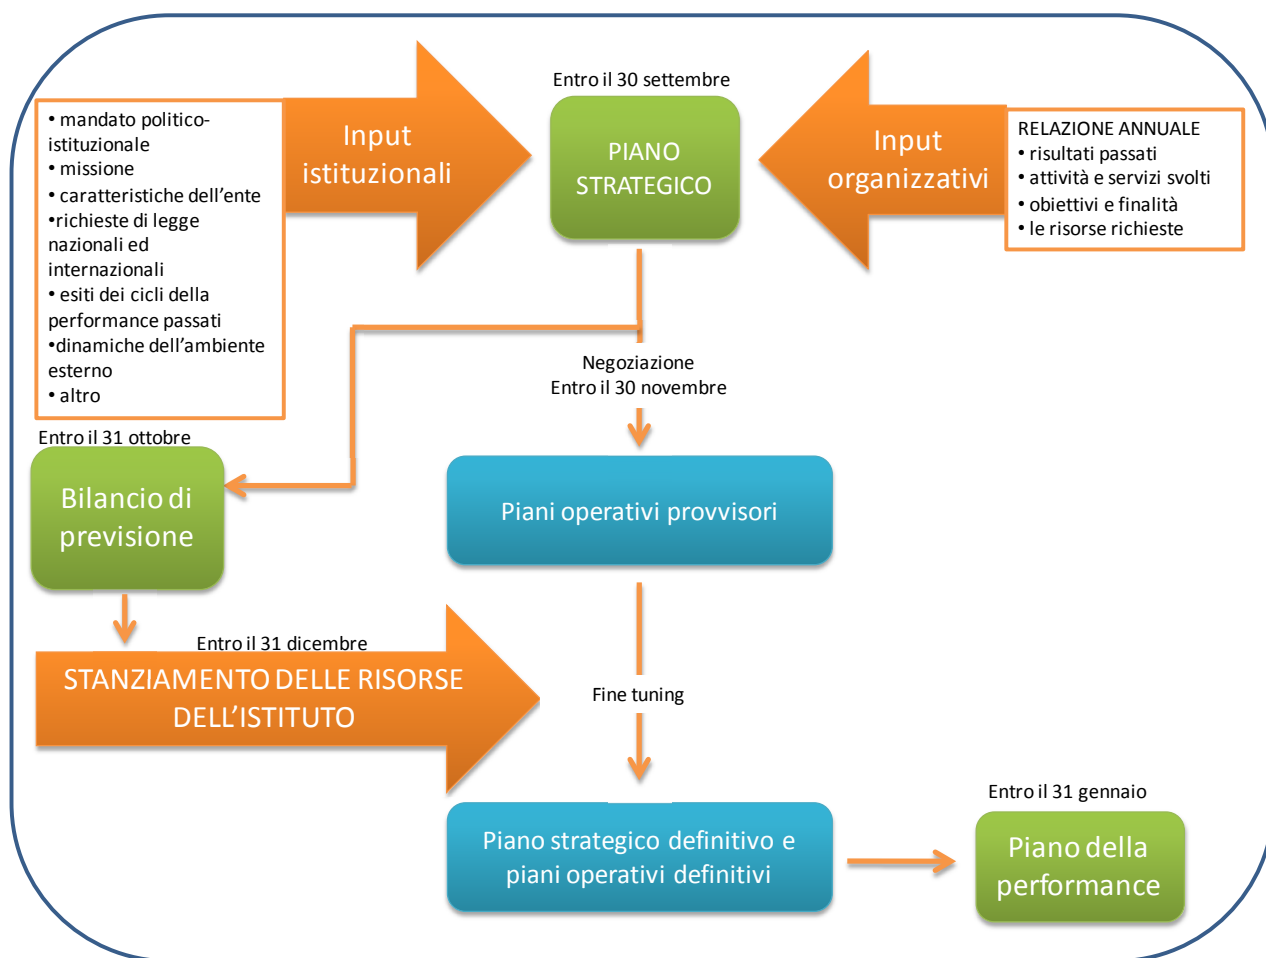 Entro il 30 settembre
• mandato politico-
istituzionale
• missione
• caratteristiche dell'ente
•richieste di legge
nazionali ed
internazionali
• esiti dei cicli della
performance passati
•dinamiche dell'ambiente
esterno
• altro
Input
istituzionali
PIANO
STRATEGICO
Input
organizzativi
RELAZIONE ANNUALE
• risultati passati
• attività e servizi svolti
• obiettivi e finalità
• le risorse richieste
Negoziazione
Entro il 30 novembre
Entro il 31 ottobre
Bilancio di
previsione
Piani operativi provvisori
Entro il 31 dicembre
STANZIAMENTO DELLE RISORSE
DELL'ISTITUTO
Fine tuning
Piano strategico definitivo e
piani operativi definitivi
Entro il 31 gennaio
Piano della
performance